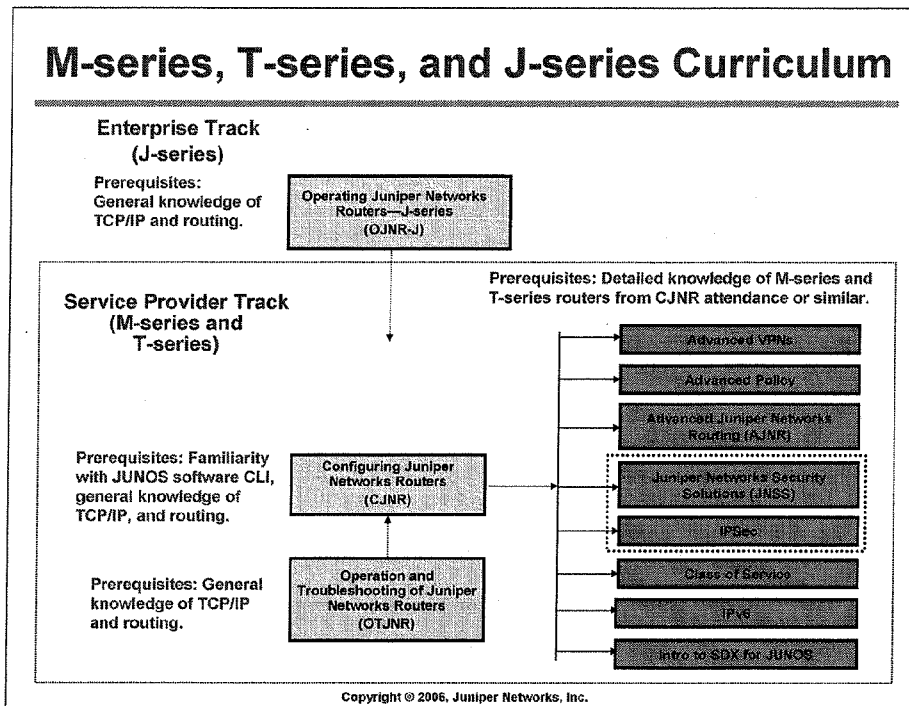 M-series, T-series, and J-series Curriculum
Enterprise Track
(J-series)
Prerequisites:
General knowledge of
TCP/IP and routing.
Operating Juniper Networks
Routers—J-series
(OJNR-J)
Service Provider Track
(M-series and
T-series)
Prerequisites: Detailed knowledge of M-series and
T-series routers from CJNR attendance or similar.
Advanced VPNs
Advanced Policy
Advanced Juniper Networks
Routing (AJNR)
Prerequisites: Familiarity
with JUNOS software CLI,
general knowledge of
TCP/IP, and routing.
Configuring Juniper
Networks Routers
(CJNR)
Juniper Networks Security
Solutions (JNSS)
IPSec
Prerequisites: General
knowledge of TCP/IP
and routing.
Operation and
Troubleshooting of Juniper
Networks Routers
(OTJNR)
Class of Service
IPv6
Intro to SDX for JUNOS
Copyright © 2006, Juniper Networks, Inc.